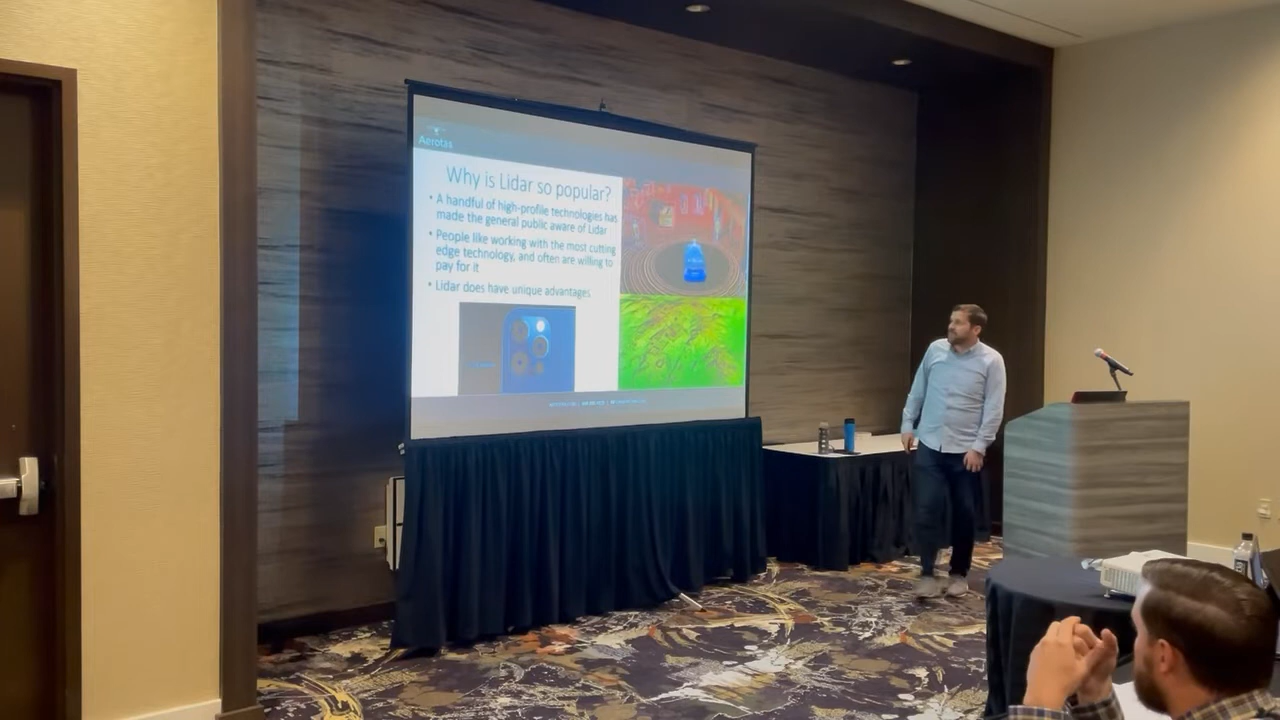 Aerotas
Why is Lidar so popular?
• A handful of high-profile technologies has
made the general public aware of Lidar
• People like working with the most cutting
edge technology, and often are willing to
pay for it
• Lidar does have unique advantages